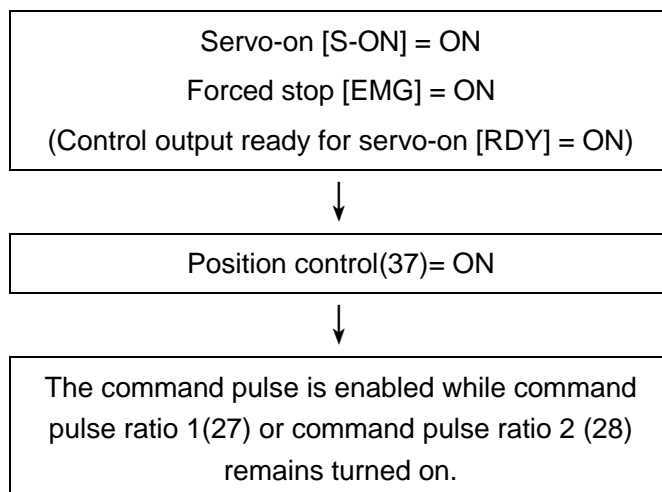 Servo-on [S-ON] = ON
Forced stop [EMG] = ON
(Control output ready for servo-on [RDY] = ON)
Position control(37)= ON
The command pulse is enabled while command
pulse ratio 1(27) or command pulse ratio 2 (28)
remains turned on.